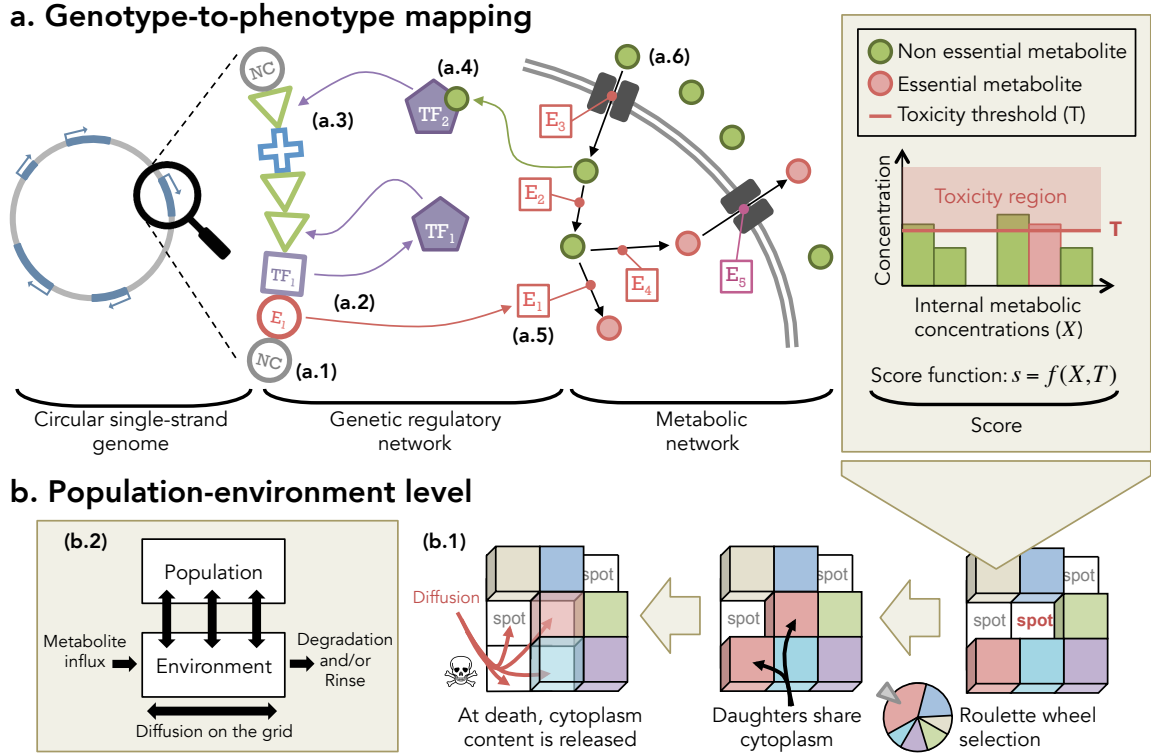 a. Genotype-to-phenotype mapping
NC
(a.4)
TF2
(a.3)
(a.6)
E3
E2
TF1
TF1
(a.2)
E1
E1
(a.5)
E4
E5
NC
(a.1)
Circular single-strand
genome
Genetic regulatory
network
Metabolic
network
Non essential metabolite
Essential metabolite
Toxicity threshold (T)
Concentration
Toxicity region
T
Internal metabolic
concentrations (X)
Score function: s = f(X,T)
Score
b. Population-environment level
(b.2)
Population
Metabolite
influx
Environment
Degradation
and/or
Rinse
Diffusion on the grid
(b.1)
Diffusion
spot
spot
At death, cytoplasm
content is released
spot
spot
Daughters share
cytoplasm
spot
spot
spot
Roulette wheel
selection